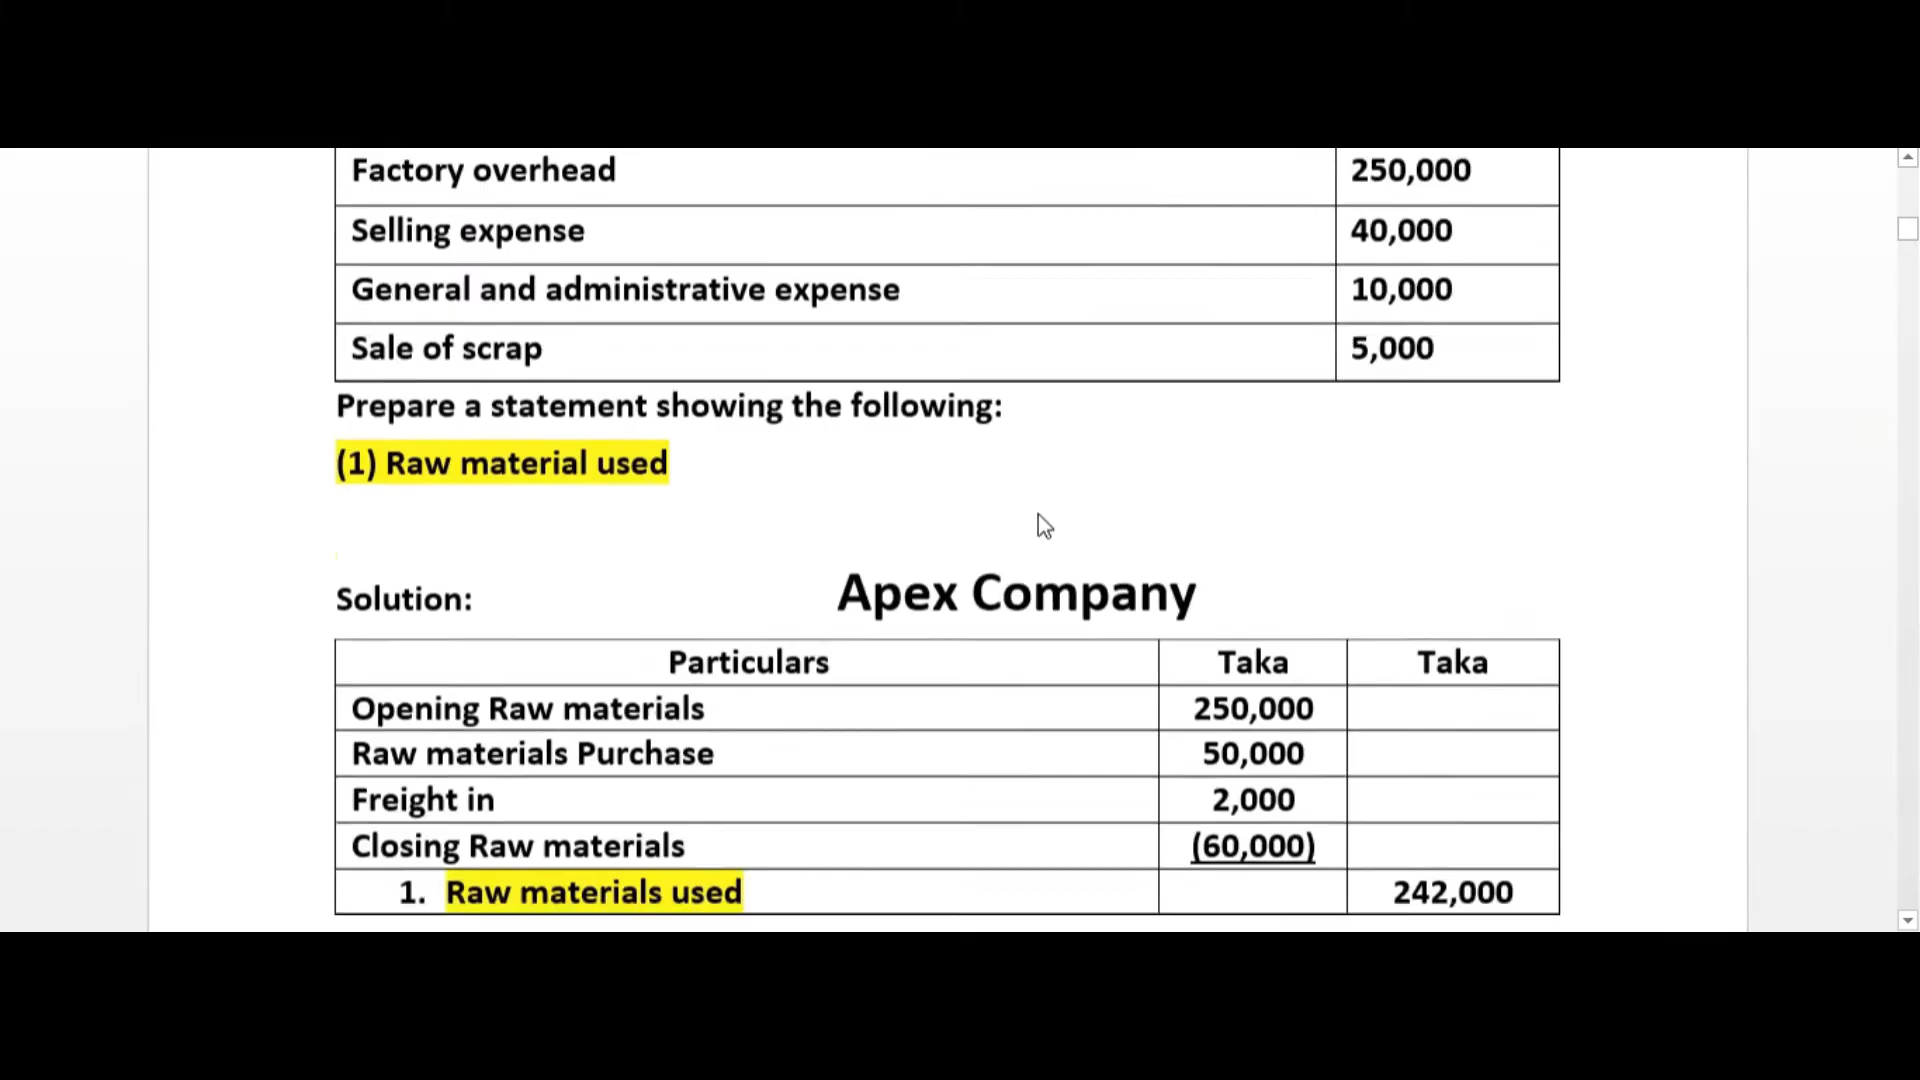 Factory overhead 250,000
Selling expense 40,000
General and administrative expense 10,000
Sale of scrap 5,000
Prepare a statement showing the following:
(1) Raw material used
Solution: Apex Company
Particulars Taka Taka
Opening Raw materials 250,000
Raw materials Purchase 50,000
Freight in 2,000
Closing Raw materials (60,000)
1. Raw materials used 242,000